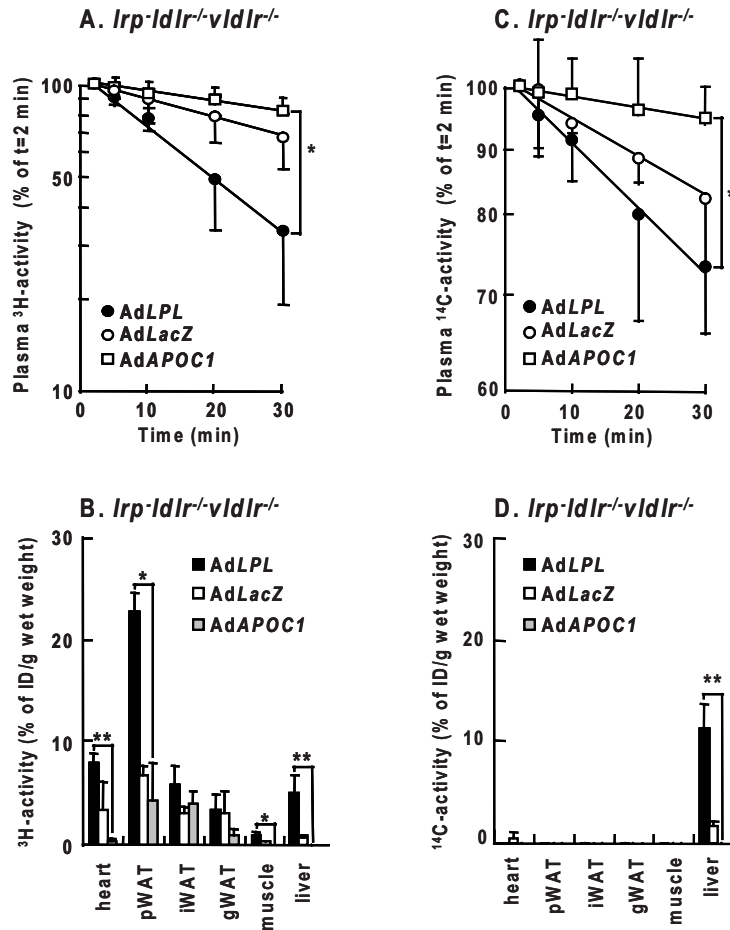 A. lrp-ldlr-/-vldlr-/-
Plasma 3H-activity (% of t=2 min)
100
50
10
*
AdLPL
AdLacZ
AdAPOC1
0 10 20 30
Time (min)
C. lrp-ldlr-/-vldlr-/-
Plasma 14C-activity (% of t=2 min)
100
90
80
70
60
*
AdLPL
AdLacZ
AdAPOC1
0 10 20 30
Time (min)
B. lrp-ldlr-/-vldlr-/-
3H-activity (% of ID/g wet weight)
30
20
10
0
AdLPL
AdLacZ
AdAPOC1
**
*
*
**
heart
pWAT
iWAT
gWAT
muscle
liver
D. lrp-ldlr-/-vldlr-/-
14C-activity (% of ID/g wet weight)
30
20
10
0
AdLPL
AdLacZ
AdAPOC1
**
heart
pWAT
iWAT
gWAT
muscle
liver